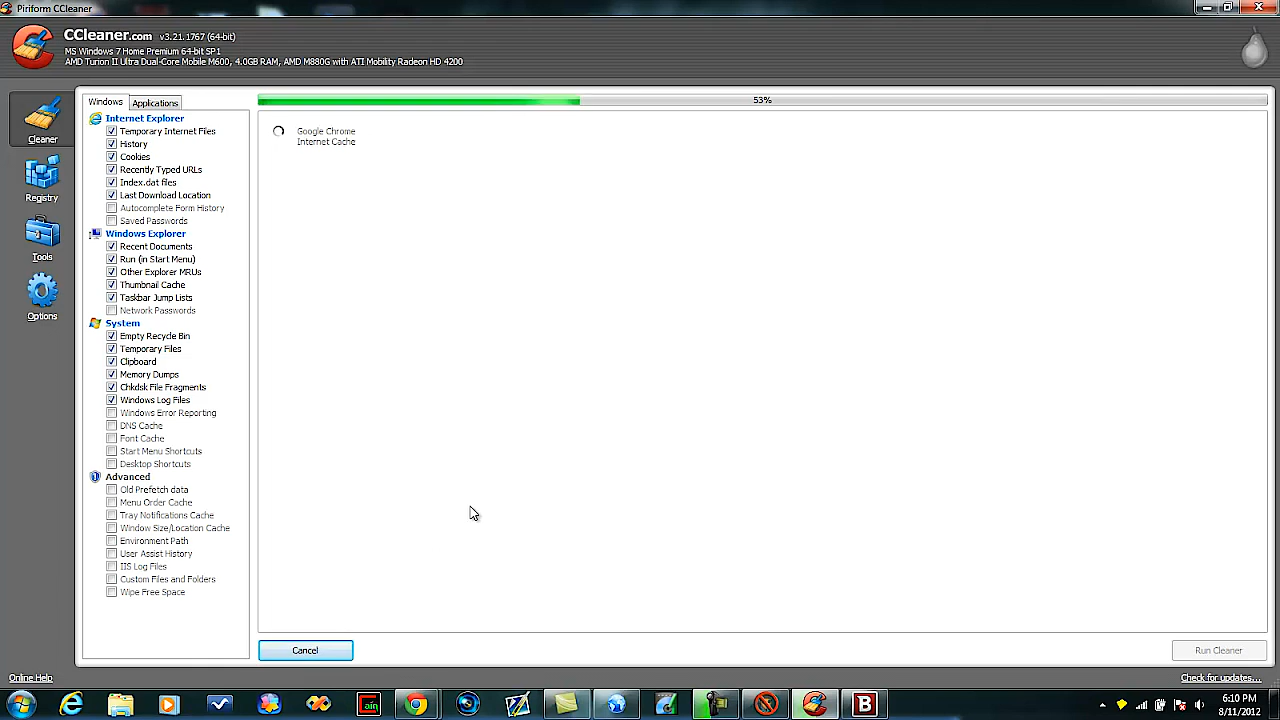 Piriform CCleaner
CCleaner.com v3.21.1767 (64-bit)
MS Windows 7 Home Premium 64-bit SP1
AMD Turion II Ultra Dual-Core Mobile M600, 4.0GB RAM, AMD M880G with ATI Mobility Radeon HD 4200
Cleaner
Registry
Tools
Options
Windows
Applications
Internet Explorer
Temporary Internet Files
History
Cookies
Recently Typed URLs
Index.dat files
Last Download Location
Autocomplete Form History
Saved Passwords
Windows Explorer
Recent Documents
Run (in Start Menu)
Other Explorer MRUs
Thumbnail Cache
Taskbar Jump Lists
Network Passwords
System
Empty Recycle Bin
Temporary Files
Clipboard
Memory Dumps
Chkdsk File Fragments
Windows Log Files
Windows Error Reporting
DNS Cache
Font Cache
Start Menu Shortcuts
Desktop Shortcuts
Advanced
Old Prefetch data
Menu Order Cache
Tray Notifications Cache
Window Size/Location Cache
Environment Path
User Assist History
IIS Log Files
Custom Files and Folders
Wipe Free Space
53%
Google Chrome
Internet Cache
Cancel
Run Cleaner
Online Help
Check for updates...
ain
B
6:10 PM
8/11/2012